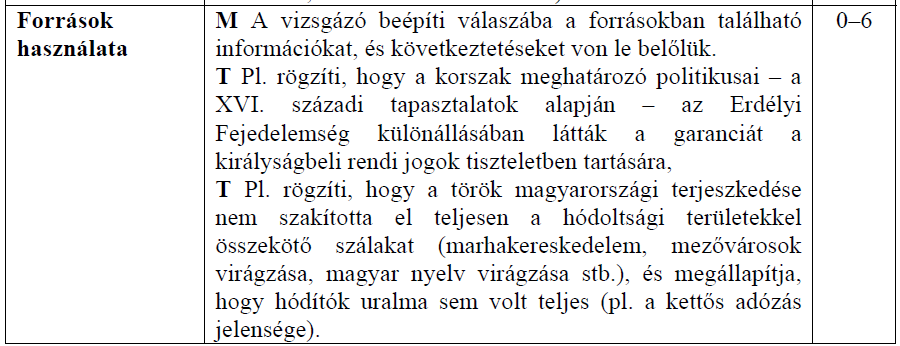 Források használata
M A vizsgázó beépíti válaszába a forrásokban található
információkat, és következtetéseket von le belőlük.
T Pl. rögzíti, hogy a korszak meghatározó politikusai – a
XVI. századi tapasztalatok alapján – az Erdélyi
Fejedelemség különállásában látták a garanciát a
királyságbeli rendi jogok tiszteletben tartására,
T Pl. rögzíti, hogy a török magyarországi terjeszkedése
nem szakította el teljesen a hódoltsági területekkel
összekötő szálakat (marhakereskedelem, mezővárosok
virágzása, magyar nyelv virágzása stb.), és megállapítja,
hogy hódítók uralma sem volt teljes (pl. a kettős adózás
jelensége).
0–6